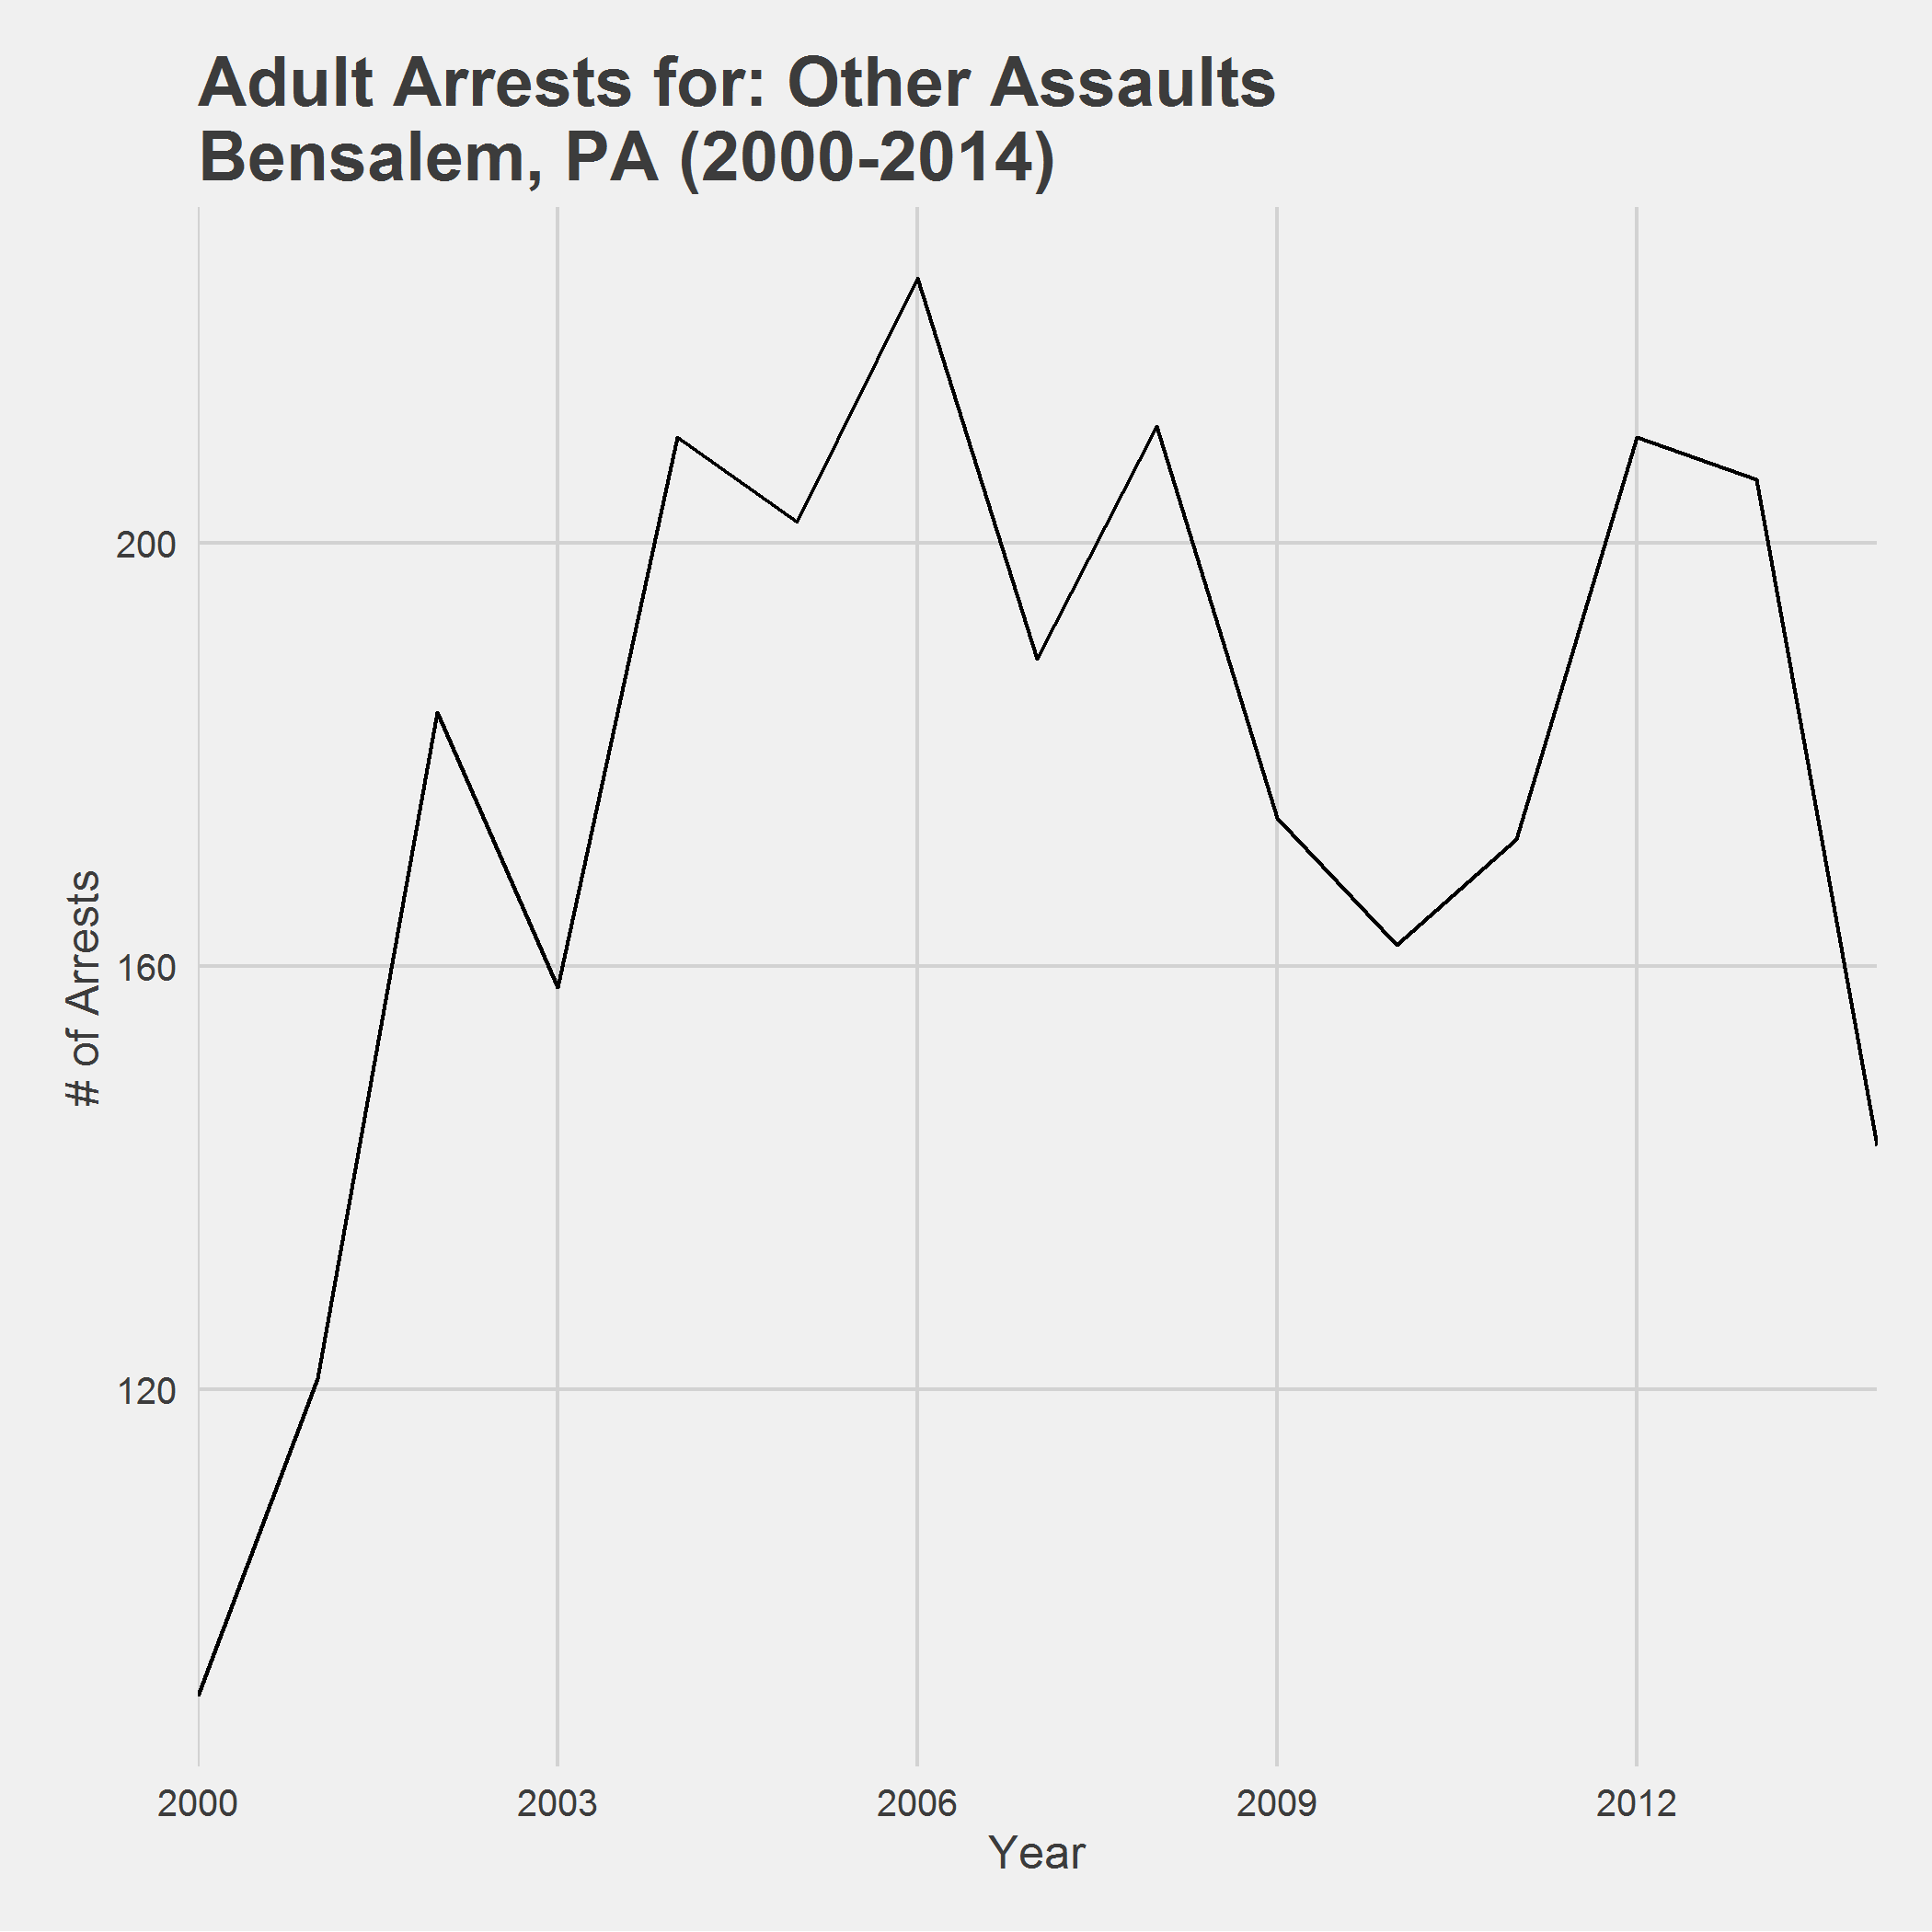 Adult Arrests for: Other Assaults
Bensalem, PA (2000-2014)
200
160
120
# of Arrests
2000 2003 2006 2009 2012
Year